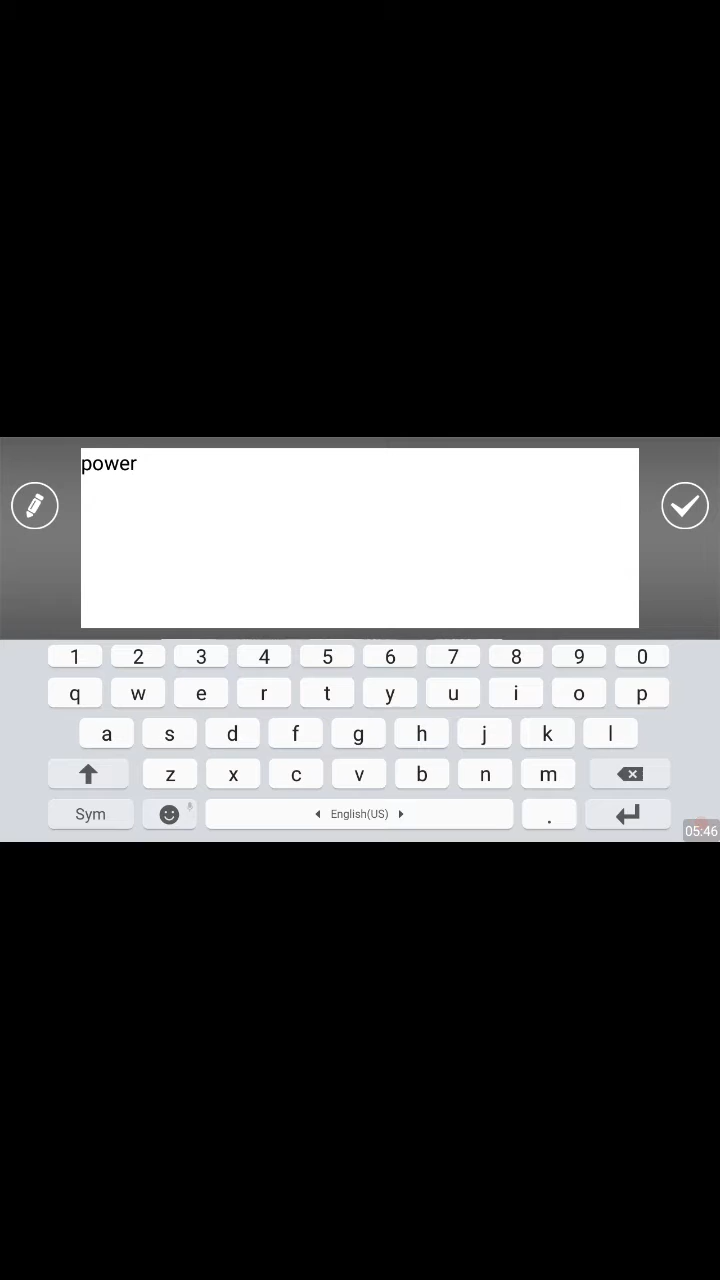 power
1 2 3 4 5 6 7 8 9 0
q w e r t y u i o p
a s d f g h j k l
z x c v b n m
Sym English(US) .
05:46